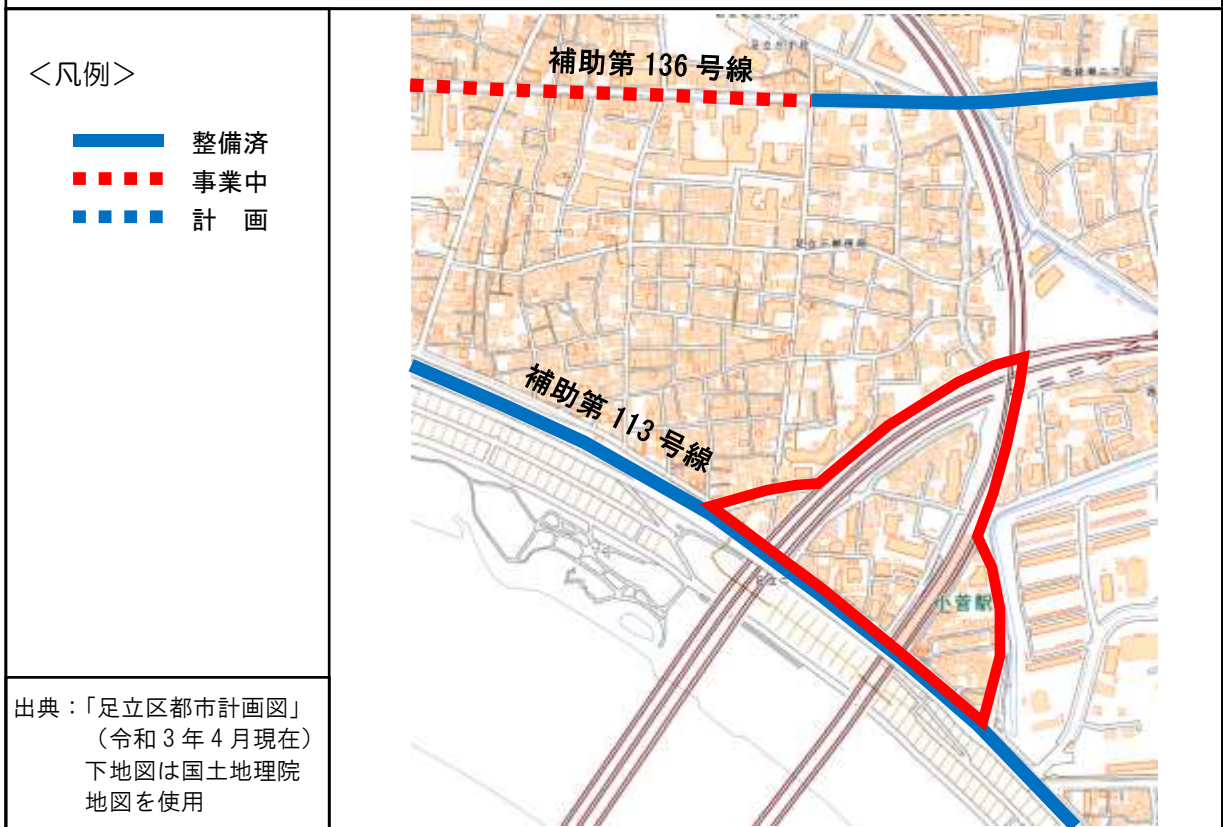 ＜凡例＞
整備済
事業中
計　画
出典：「足立区都市計画図」
（令和３年４月現在）
下地図は国土地理院
地図を使用
補助第 136 号線
補助第 113 号線
小菅駅